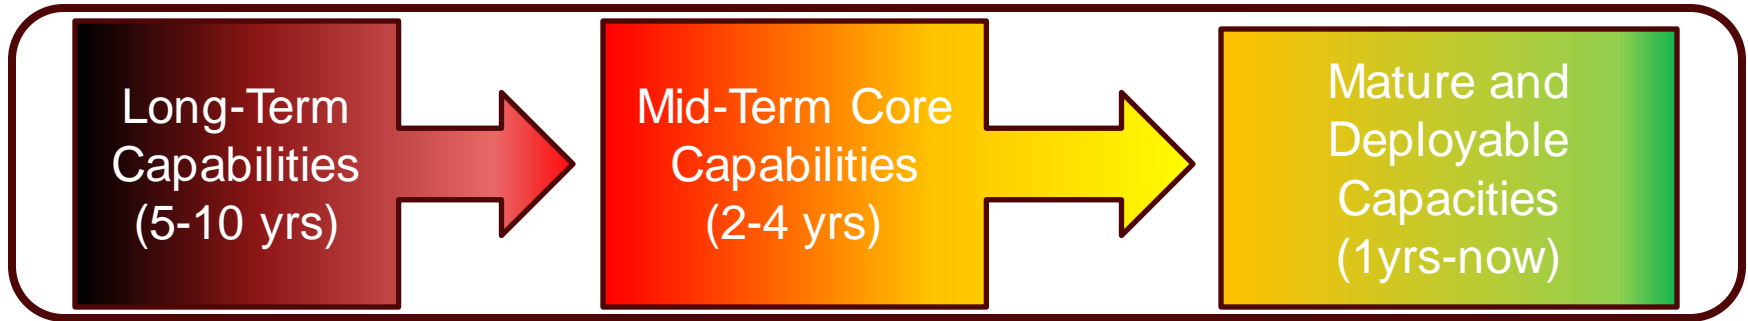 Long-Term
Capabilities
(5-10 yrs)
Mid-Term Core
Capabilities
(2-4 yrs)
Mature and
Deployable
Capacities
(1yrs-now)